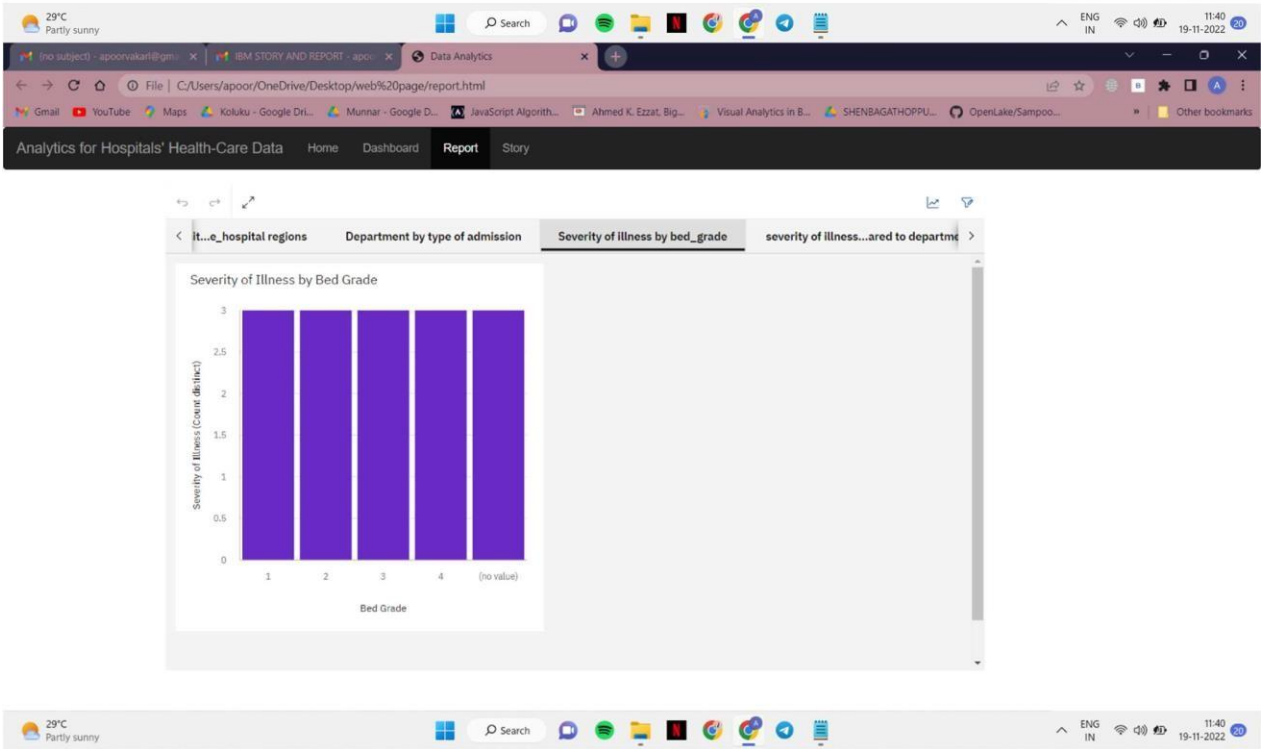 29°C
Partly sunny
Search
ENG
IN
11:40
19-11-2022
20
(no subject) - apoorvakarl@gm
IBM STORY AND REPORT - apoor
Data Analytics
File | C:/Users/apoor/OneDrive/Desktop/web%20page/report.html
Gmail YouTube Maps Koluku - Google Dri... Munnar - Google D... JavaScript Algorith... Ahmed K. Ezzat, Big... Visual Analytics in B... SHENBAGATHOPPU... OpenLake/Sampoo... » Other bookmarks
Analytics for Hospitals' Health-Care Data Home Dashboard Report Story
it...e_hospital regions Department by type of admission Severity of illness by bed_grade severity of illness...ared to departme
Severity of Illness by Bed Grade
3
2.5
2
1.5
1
0.5
0
Severity of Illness (Count distinct)
1 2 3 4 (no value)
Bed Grade
29°C
Partly sunny
Search
ENG
IN
11:40
19-11-2022
20